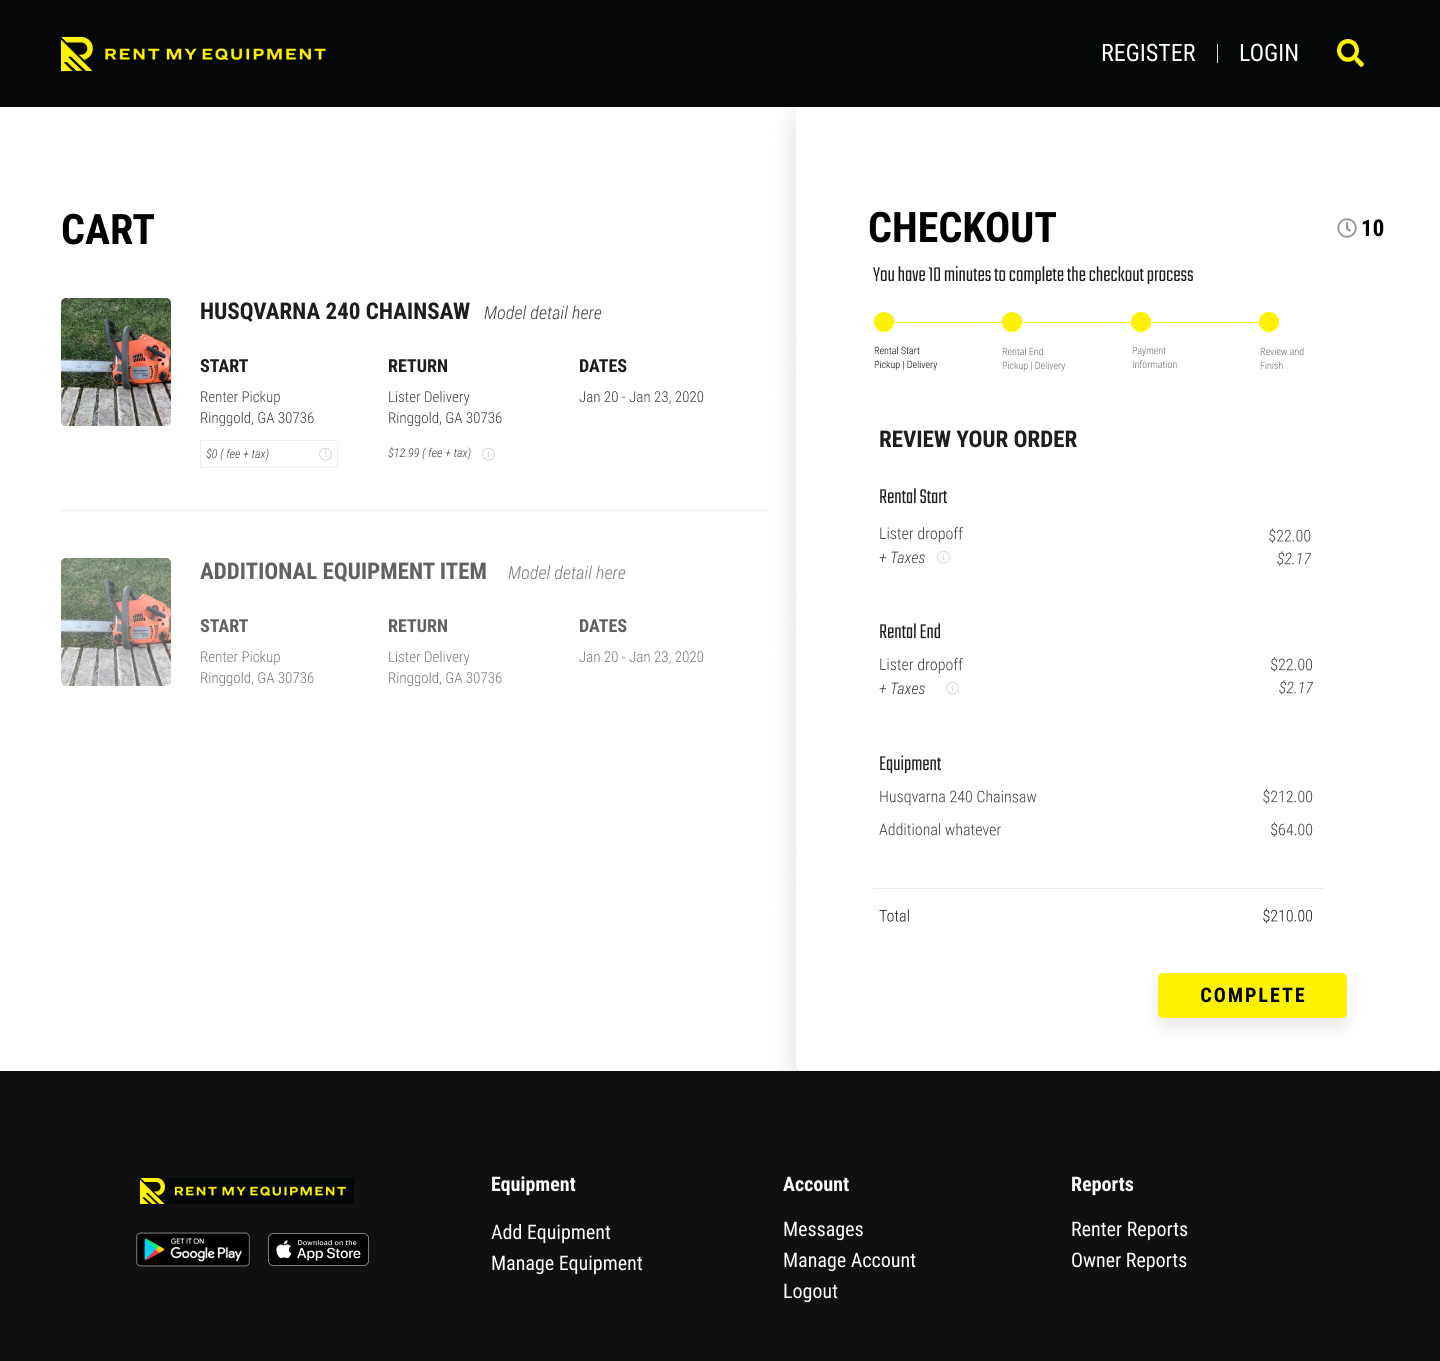 RENT MY EQUIPMENT
REGISTER | LOGIN
CART
HUSQVARNA 240 CHAINSAW Model detail here
START RETURN DATES
Renter Pickup Lister Delivery Jan 20 - Jan 23, 2020
Ringgold, GA 30736 Ringgold, GA 30736
$0 ( fee + tax) $12.99 ( fee + tax)
ADDITIONAL EQUIPMENT ITEM Model detail here
START RETURN DATES
Renter Pickup Lister Delivery Jan 20 - Jan 23, 2020
Ringgold, GA 30736 Ringgold, GA 30736
CHECKOUT 10
You have 10 minutes to complete the checkout process
Rental Start Rental End Payment Review and
Pickup | Delivery Pickup | Delivery Information Finish
REVIEW YOUR ORDER
Rental Start
Lister dropoff $22.00
+ Taxes $2.17
Rental End
Lister dropoff $22.00
+ Taxes $2.17
Equipment
Husqvarna 240 Chainsaw $212.00
Additional whatever $64.00
Total $210.00
COMPLETE
RENT MY EQUIPMENT
GET IT ON
Google Play
Download on the
App Store
Equipment
Add Equipment
Manage Equipment
Account
Messages
Manage Account
Logout
Reports
Renter Reports
Owner Reports